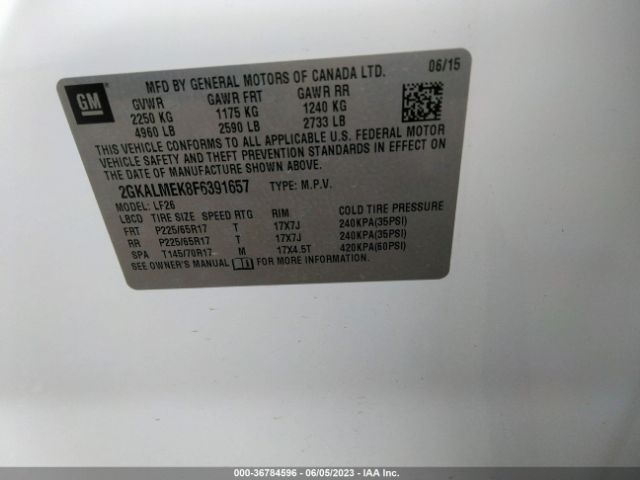 MFD BY GENERAL MOTORS OF CANADA LTD. 06/15
GM
GVWR GAWR FRT GAWR RR
2250 KG 1175 KG 1240 KG
4960 LB 2590 LB 2733 LB
THIS VEHICLE CONFORMS TO ALL APPLICABLE U.S. FEDERAL MOTOR
VEHICLE SAFETY AND THEFT PREVENTION STANDARDS IN EFFECT ON
THE DATE OF MANUFACTURE SHOWN ABOVE.
2GKALMEK8F6391657 TYPE: M.P.V.
MODEL: LF26
LBCD TIRE SIZE SPEED RTG RIM COLD TIRE PRESSURE
FRT P225/65R17 T 17X7J 240KPA(35PSI)
RR P225/65R17 T 17X7J 240KPA(35PSI)
SPA T145/70R17 M 17X4.5T 420KPA(60PSI)
SEE OWNER'S MANUAL FOR MORE INFORMATION.
000-36784596 - 06/05/2023 - IAA Inc.